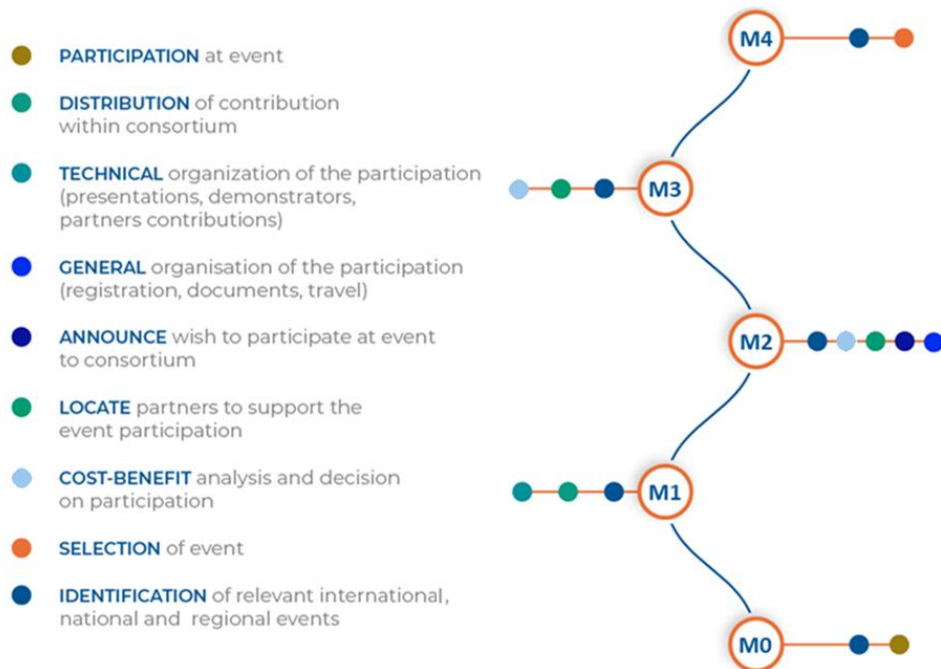 PARTICIPATION at event
DISTRIBUTION of contribution
within consortium
TECHNICAL organization of the participation
(presentations, demonstrators,
partners contributions)
GENERAL organisation of the participation
(registration, documents, travel)
ANNOUNCE wish to participate at event
to consortium
LOCATE partners to support the
event participation
COST-BENEFIT analysis and decision
on participation
SELECTION of event
IDENTIFICATION of relevant international,
national and regional events
M4
M3
M2
M1
M0